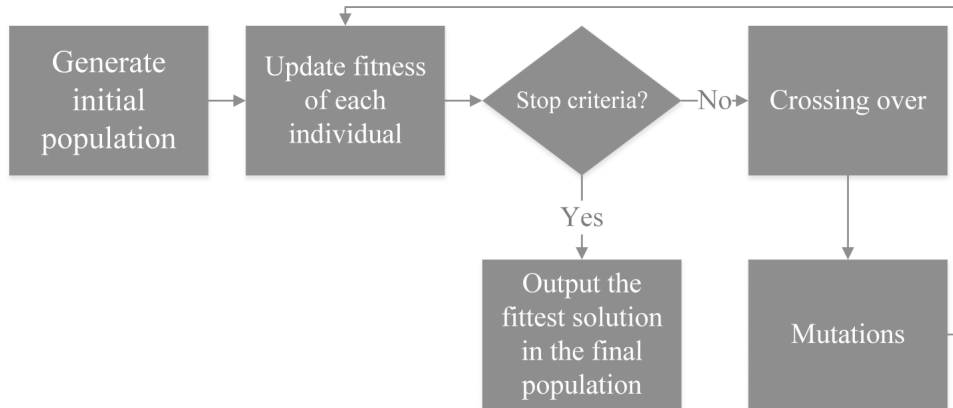 Generate
initial
population
Update fitness
of each
individual
Stop criteria?
No
Crossing over
Yes
Output the
fittest solution
in the final
population
Mutations